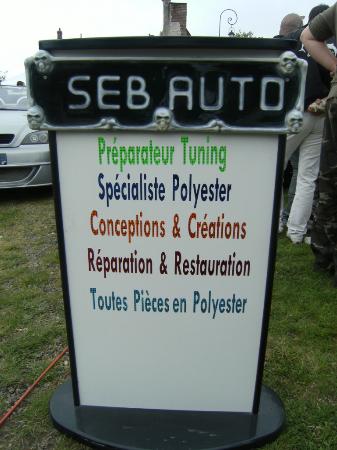 SEB AUTO
Préparateur Tuning
Spécialiste Polyester
Conceptions & Créations
Réparation & Restauration
Toutes Pièces en Polyester